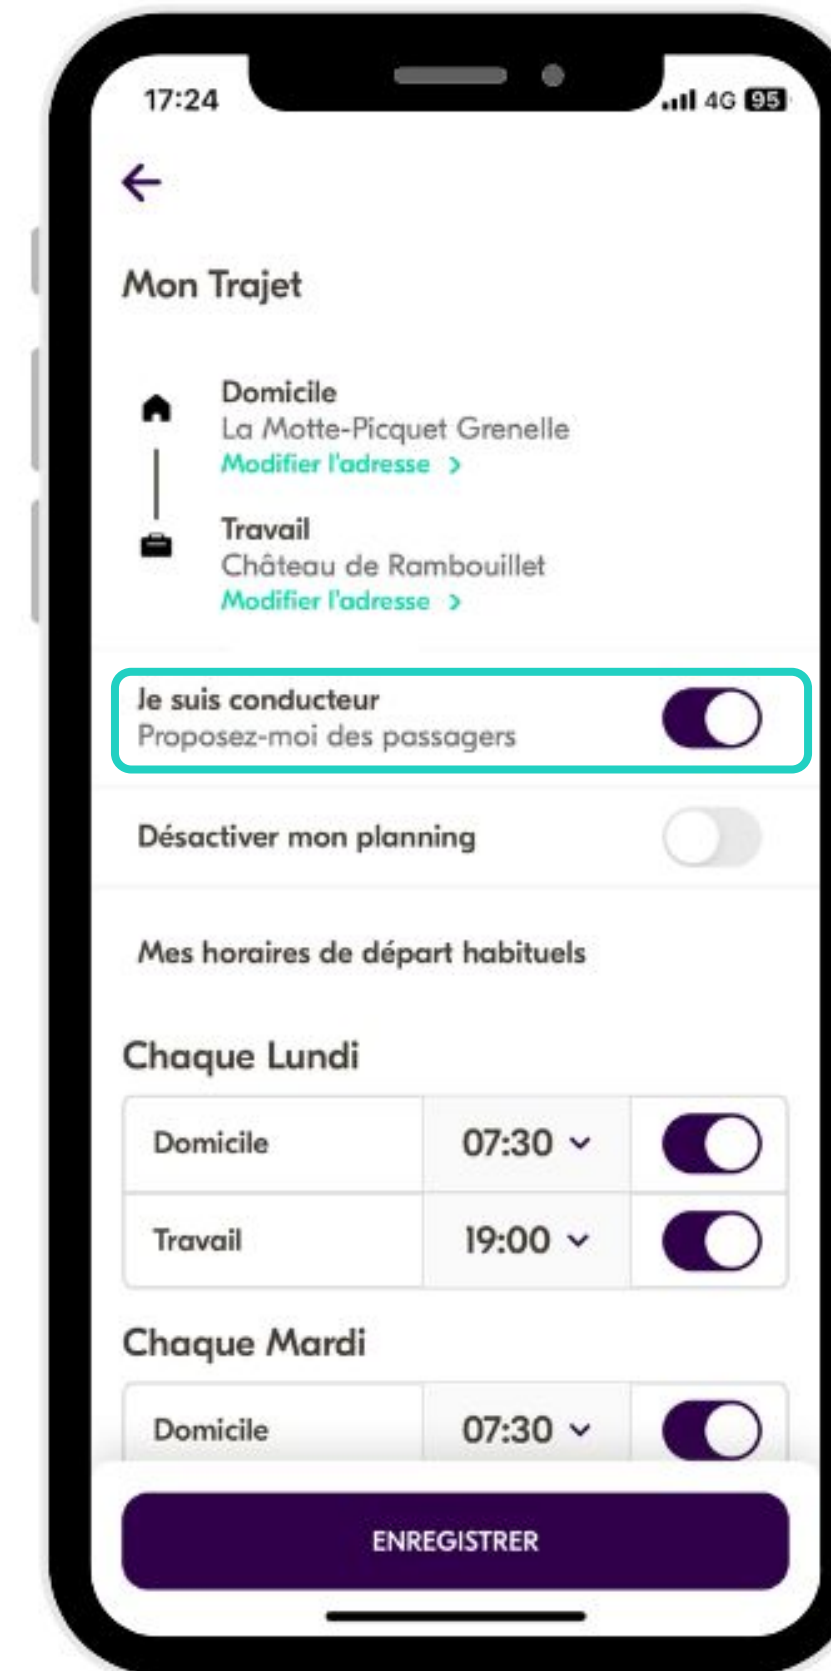 17:24 4G 95
Mon Trajet
Domicile
La Motte-Picquet Grenelle
Modifier l'adresse >
Travail
Château de Rambouillet
Modifier l'adresse >
Je suis conducteur
Proposez-moi des passagers
Désactiver mon planning
Mes horaires de départ habituels
Chaque Lundi
Domicile 07:30
Travail 19:00
Chaque Mardi
Domicile 07:30
ENREGISTRER